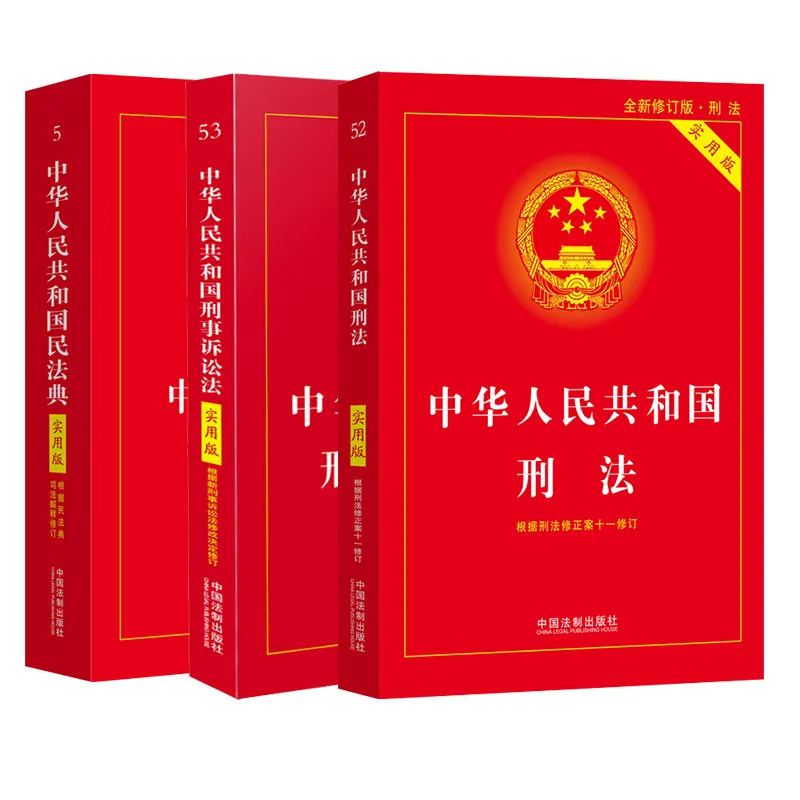 5
中华人民共和国民法典
实用版
根据民法典
司法解释修订
中国法制出版社
中
53
中华人民共和国刑事诉讼法
实用版
根据新刑事诉讼法修改决定修订
中国法制出版社
CHINA LEGAL PUBLISHING HOUSE
中华
刑
52
中华人民共和国刑法
实用版
根据刑法修正案十一修订
中国法制出版社
CHINA LEGAL PUBLISHING HOUSE
全新修订版·刑法
实用版
中华人民共和国
刑法
根据刑法修正案十一修订
中国法制出版社
CHINA LEGAL PUBLISHING HOUSE